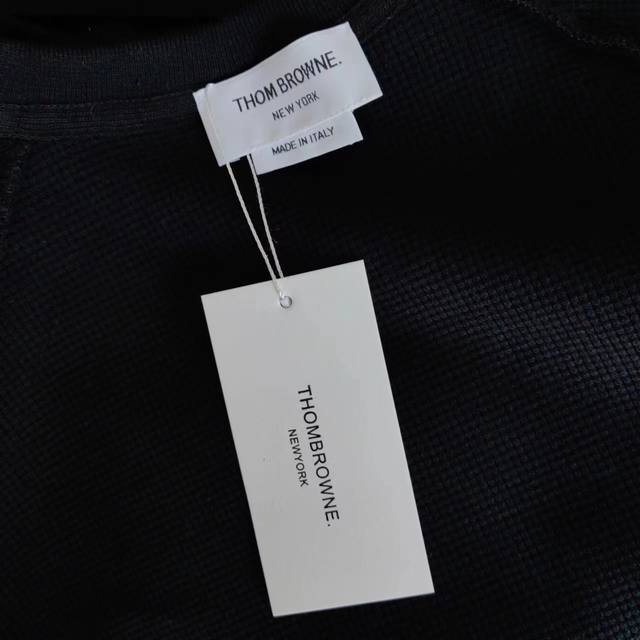 THOM BROWNE.
NEW YORK
MADE IN ITALY
THOMBROWNE.
NEWYORK